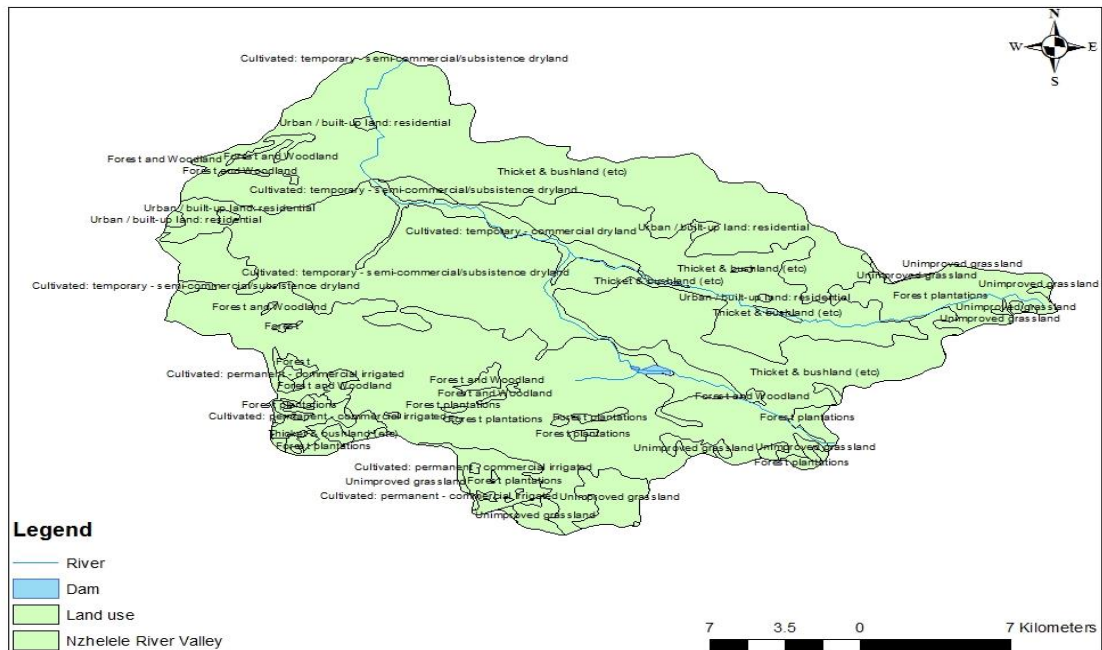 N
W E
S
Cultivated: temporary - semi-commercial/subsistence dryland
Urban / built-up land: residential
Forest and Woodland
Forest and Woodland
Forest and Woodland
Thicket & bushland (etc)
Cultivated: temporary - semi-commercial/subsistence dryland
Urban / built-up land: residential
Urban / built-up land: residential
Cultivated: temporary - commercial dryland
Urban / built-up land: residential
Cultivated: temporary - semi-commercial/subsistence dryland
Thicket & bushland (etc)
Unimproved grassland
Unimproved grassland
Thicket & bushland (etc)
Unimproved grassland
Cultivated: temporary - semi-commercial/subsistence dryland
Urban / built-up land: residential
Forest plantations
Forest and Woodland
Unimproved grassland
Thicket & bushland (etc)
Unimproved grassland
Forest
Forest
Cultivated: permanent - commercial irrigated
Thicket & bushland (etc)
Forest and Woodland
Forest and Woodland
Forest and Woodland
Forest and Woodland
Forest plantations
Forest plantations
Cultivated: permanent - commercial irrigated
Forest plantations
Forest plantations
Forest plantations
Thicket & bushland (etc)
Forest plantations
Forest plantations
Unimproved grassland
Unimproved grassland
Forest plantations
Cultivated: permanent - commercial irrigated
Unimproved grassland
Forest plantations
Cultivated: permanent - commercial irrigated
Unimproved grassland
Unimproved grassland
Legend
River
Dam
Land use
Nzhelele River Valley
7 3.5 0 7 Kilometers